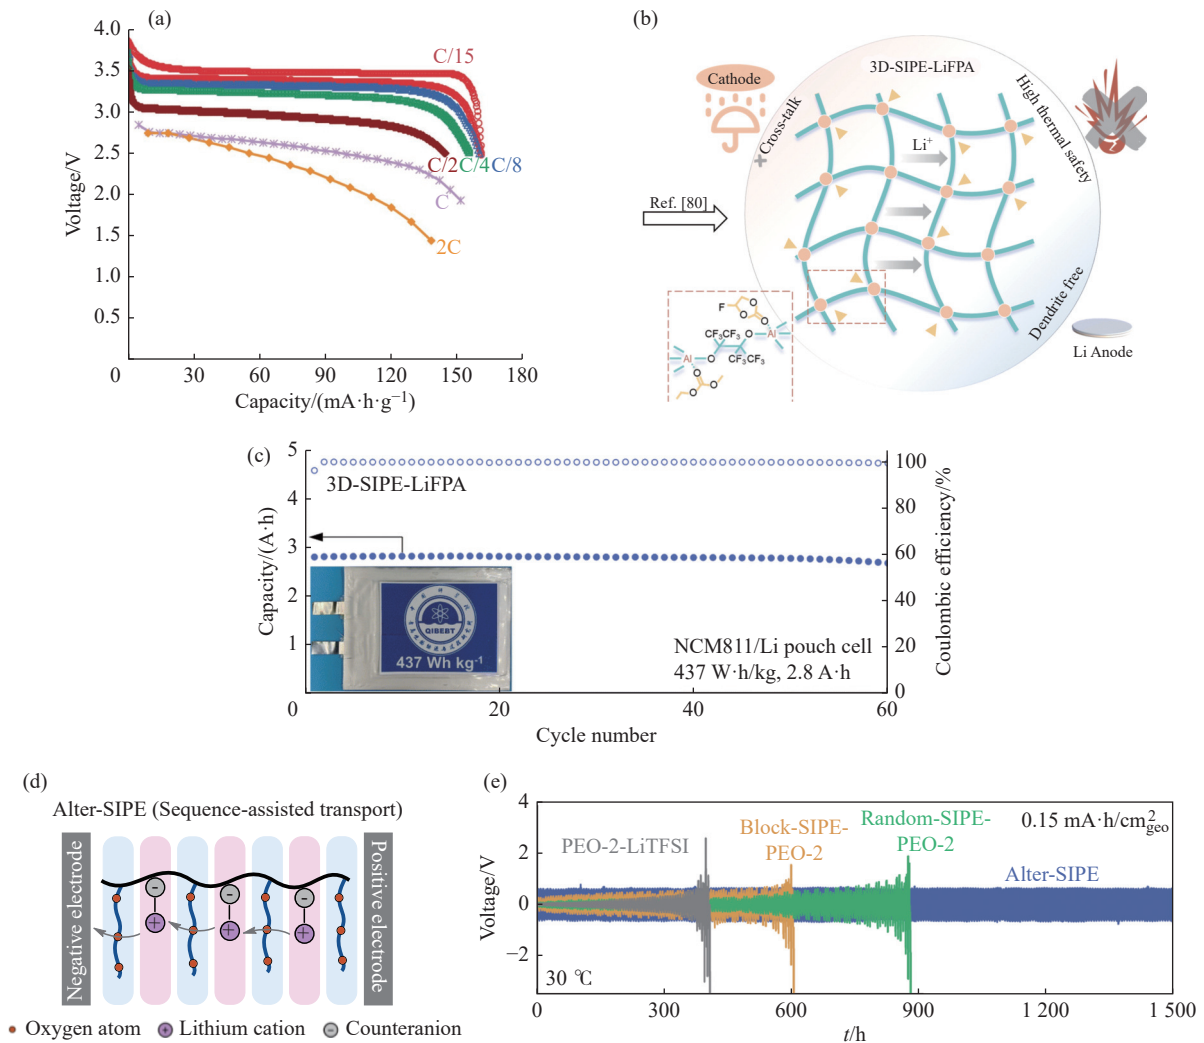 (a)
4.0
3.5
3.0
2.5
2.0
1.5
1.0
0.5
Voltage/V
C/15
C/2
C/4
C/8
C
2C
0
30
60
90
120
150
180
Capacity/(mA·h·g⁻¹)
(b)
Cathode
Cross-talk
3D-SIPE-LiFPA
High thermal safety
Li⁺
Ref. [80]
Dendrite free
Li Anode
F
O
O
O
CF₃CF₃
O
Al
Al
O
CF₃CF₃
O
O
O
(c)
5
4
3
2
1
0
Capacity/(A·h)
3D-SIPE-LiFPA
QIBEBT
437 Wh kg⁻¹
NCM811/Li pouch cell
437 W·h/kg, 2.8 A·h
100
80
60
40
20
0
Coulombic efficiency/%
20
40
60
Cycle number
(d)
Alter-SIPE (Sequence-assisted transport)
Negative electrode
Positive electrode
−
−
−
+
+
+
Oxygen atom
+ Lithium cation
− Counteranion
(e)
4
2
0
−2
Voltage/V
PEO-2-LiTFSI
Block-SIPE-
PEO-2
Random-SIPE-
PEO-2
0.15 mA·h/cm²geo
Alter-SIPE
30 ℃
0
300
600
900
1 200
1 500
t/h